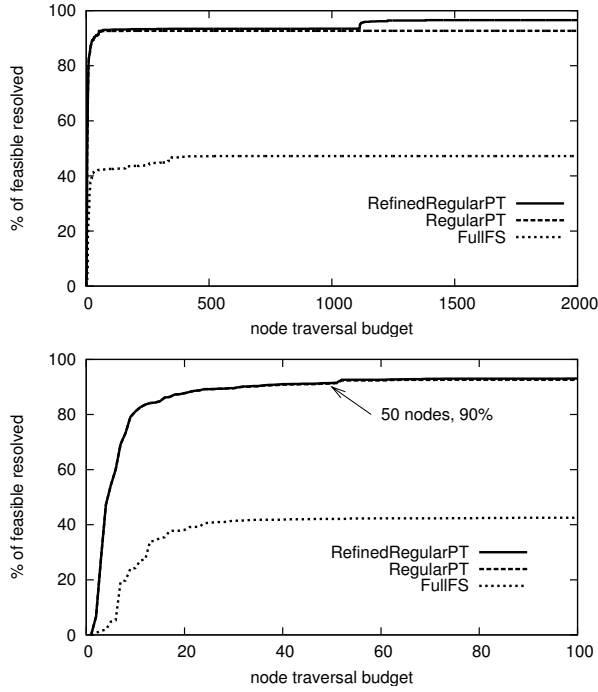 100
80
60
40
20
0
% of feasible resolved
RefinedRegularPT
RegularPT
FullFS
0 500 1000 1500 2000
node traversal budget
100
80
60
40
20
0
% of feasible resolved
50 nodes, 90%
RefinedRegularPT
RegularPT
FullFS
0 20 40 60 80 100
node traversal budget